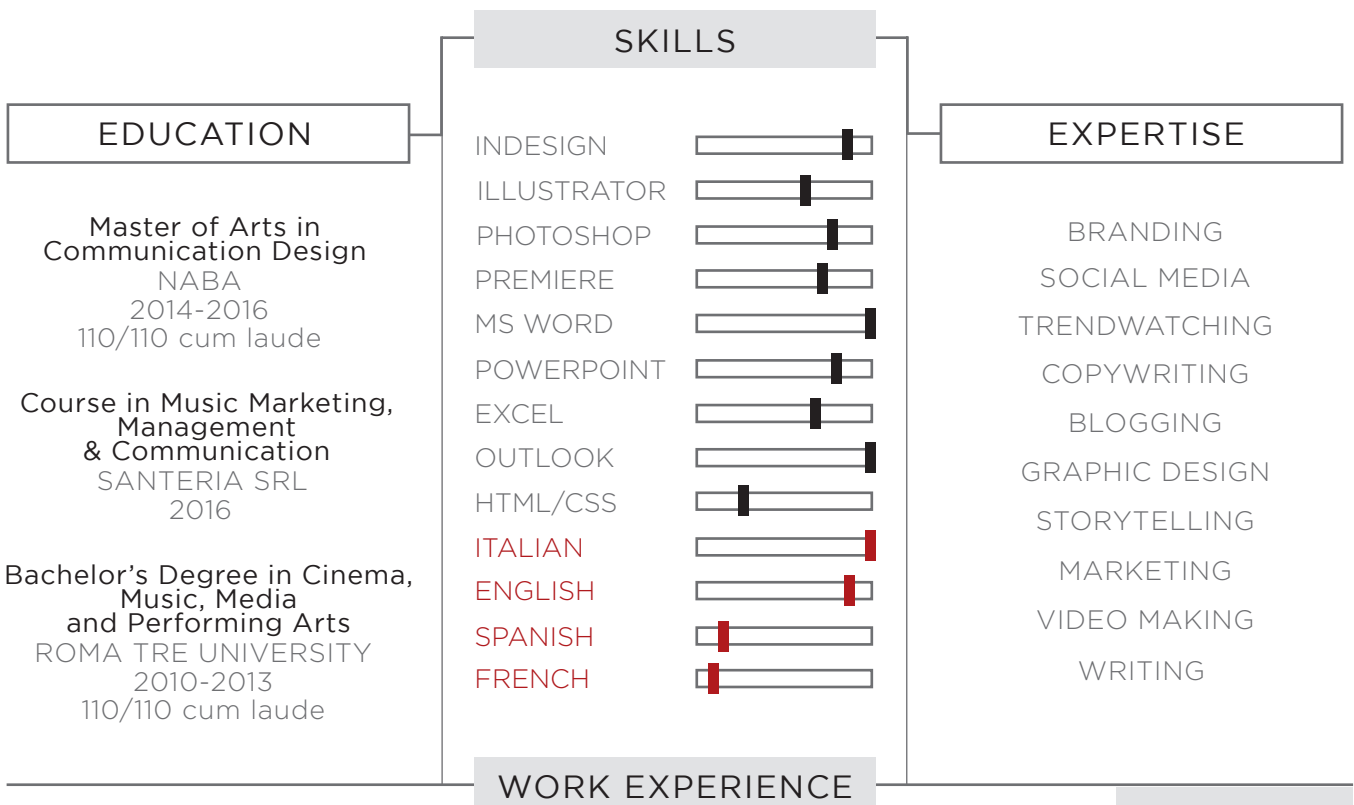 SKILLS
EDUCATION
Master of Arts in
Communication Design
NABA
2014-2016
110/110 cum laude
Course in Music Marketing,
Management
& Communication
SANTERIA SRL
2016
Bachelor’s Degree in Cinema,
Music, Media
and Performing Arts
ROMA TRE UNIVERSITY
2010-2013
110/110 cum laude
INDESIGN
ILLUSTRATOR
PHOTOSHOP
PREMIERE
MS WORD
POWERPOINT
EXCEL
OUTLOOK
HTML/CSS
ITALIAN
ENGLISH
SPANISH
FRENCH
EXPERTISE
BRANDING
SOCIAL MEDIA
TRENDWATCHING
COPYWRITING
BLOGGING
GRAPHIC DESIGN
STORYTELLING
MARKETING
VIDEO MAKING
WRITING
WORK EXPERIENCE